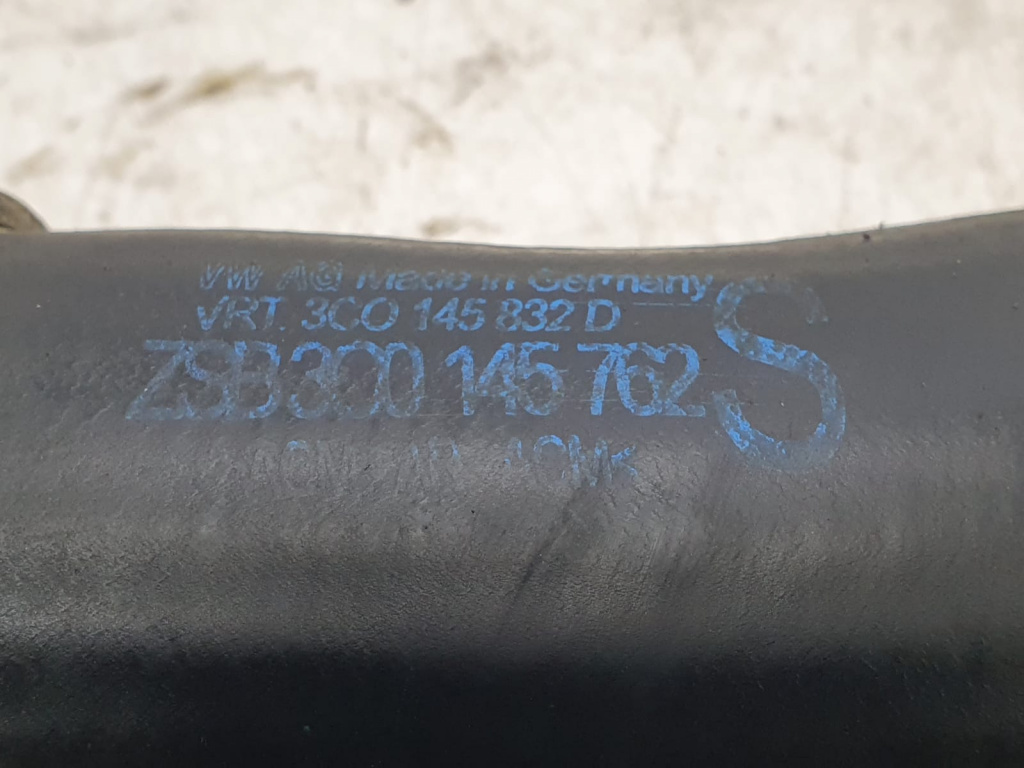 VW AG Made in Germany
VRT. 3C0 145 832 D
ZSB 3C0 145 762 S